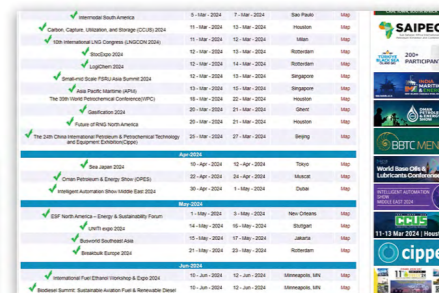 Intermodal South America 5 - Mar - 2024 7 - Mar - 2024 Sao Paulo Map
Carbon, Capture, Utilization, and Storage (CCUS) 2024 11 - Mar - 2024 13 - Mar - 2024 Houston Map
10th International LNG Congress (LNGCON 2024) 11 - Mar - 2024 12 - Mar - 2024 Milan Map
StocExpo 2024 12 - Mar - 2024 13 - Mar - 2024 Rotterdam Map
LogiChem 2024 12 - Mar - 2024 14 - Mar - 2024 Rotterdam Map
Small-mid Scale FSRU Asia Summit 2024 12 - Mar - 2024 13 - Mar - 2024 Singapore Map
Asia Pacific Maritime (APM) 13 - Mar - 2024 15 - Mar - 2024 Singapore Map
The World Petrochemical Conference(WPC) 18 - Mar - 2024 22 - Mar - 2024 Houston Map
Gasification 2024 20 - Mar - 2024 21 - Mar - 2024 Ghent Map
Future of RNG North America 20 - Mar - 2024 21 - Mar - 2024 Houston Map
The 24th China International Petroleum & Petrochemical Technology and Equipment Exhibition(Cippe) 25 - Mar - 2024 27 - Mar - 2024 Beijing Map
Apr-2024
Sea Japan 2024 10 - Apr - 2024 12 - Apr - 2024 Tokyo Map
Oman Petroleum & Energy Show (OPES) 22 - Apr - 2024 24 - Apr - 2024 Muscat Map
Intelligent Automation Show Middle East 2024 30 - Apr - 2024 1 - May - 2024 Dubai Map
May-2024
ESF North America – Energy & Sustainability Forum 1 - May - 2024 3 - May - 2024 New Orleans Map
UNITI expo 2024 14 - May - 2024 16 - May - 2024 Stuttgart Map
Bosworld Southeast Asia 15 - May - 2024 17 - May - 2024 Jakarta Map
Breakbulk Europe 2024 21 - May - 2024 23 - May - 2024 Rotterdam Map
Jun-2024
International Fuel Ethanol Workshop & Expo 2024 10 - Jun - 2024 12 - Jun - 2024 Minneapolis, MN Map
Biodiesel Summit: Sustainable Aviation Fuel & Renewable Diesel 10 - Jun - 2024 12 - Jun - 2024 Minneapolis, MN Map
SAIPEC
200+
PARTICIPANT
INDIA
MARITI
OMAN
PETROLEUM
& ENERGY
SHOW
BBTC MEN
World Base Oils &
Lubricants Conference
INTELLIGENT AUTOMATION
SHOW
MIDDLE EAST 2024
CCUS
11-13 Mar 2024 | Houst
cippe